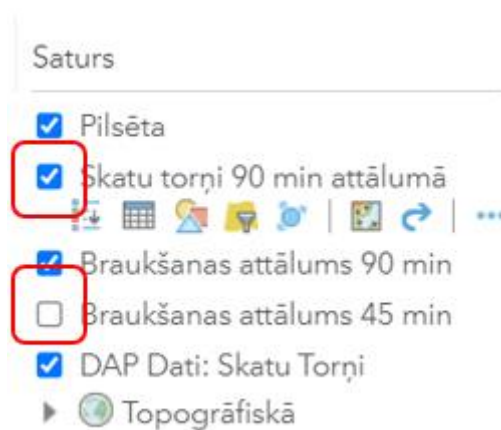 Saturs
Pilsēta
Skatu torņi 90 min attālumā
Braukšanas attālums 90 min
Braukšanas attālums 45 min
DAP Dati: Skatu Torņi
Topogrāfiskā